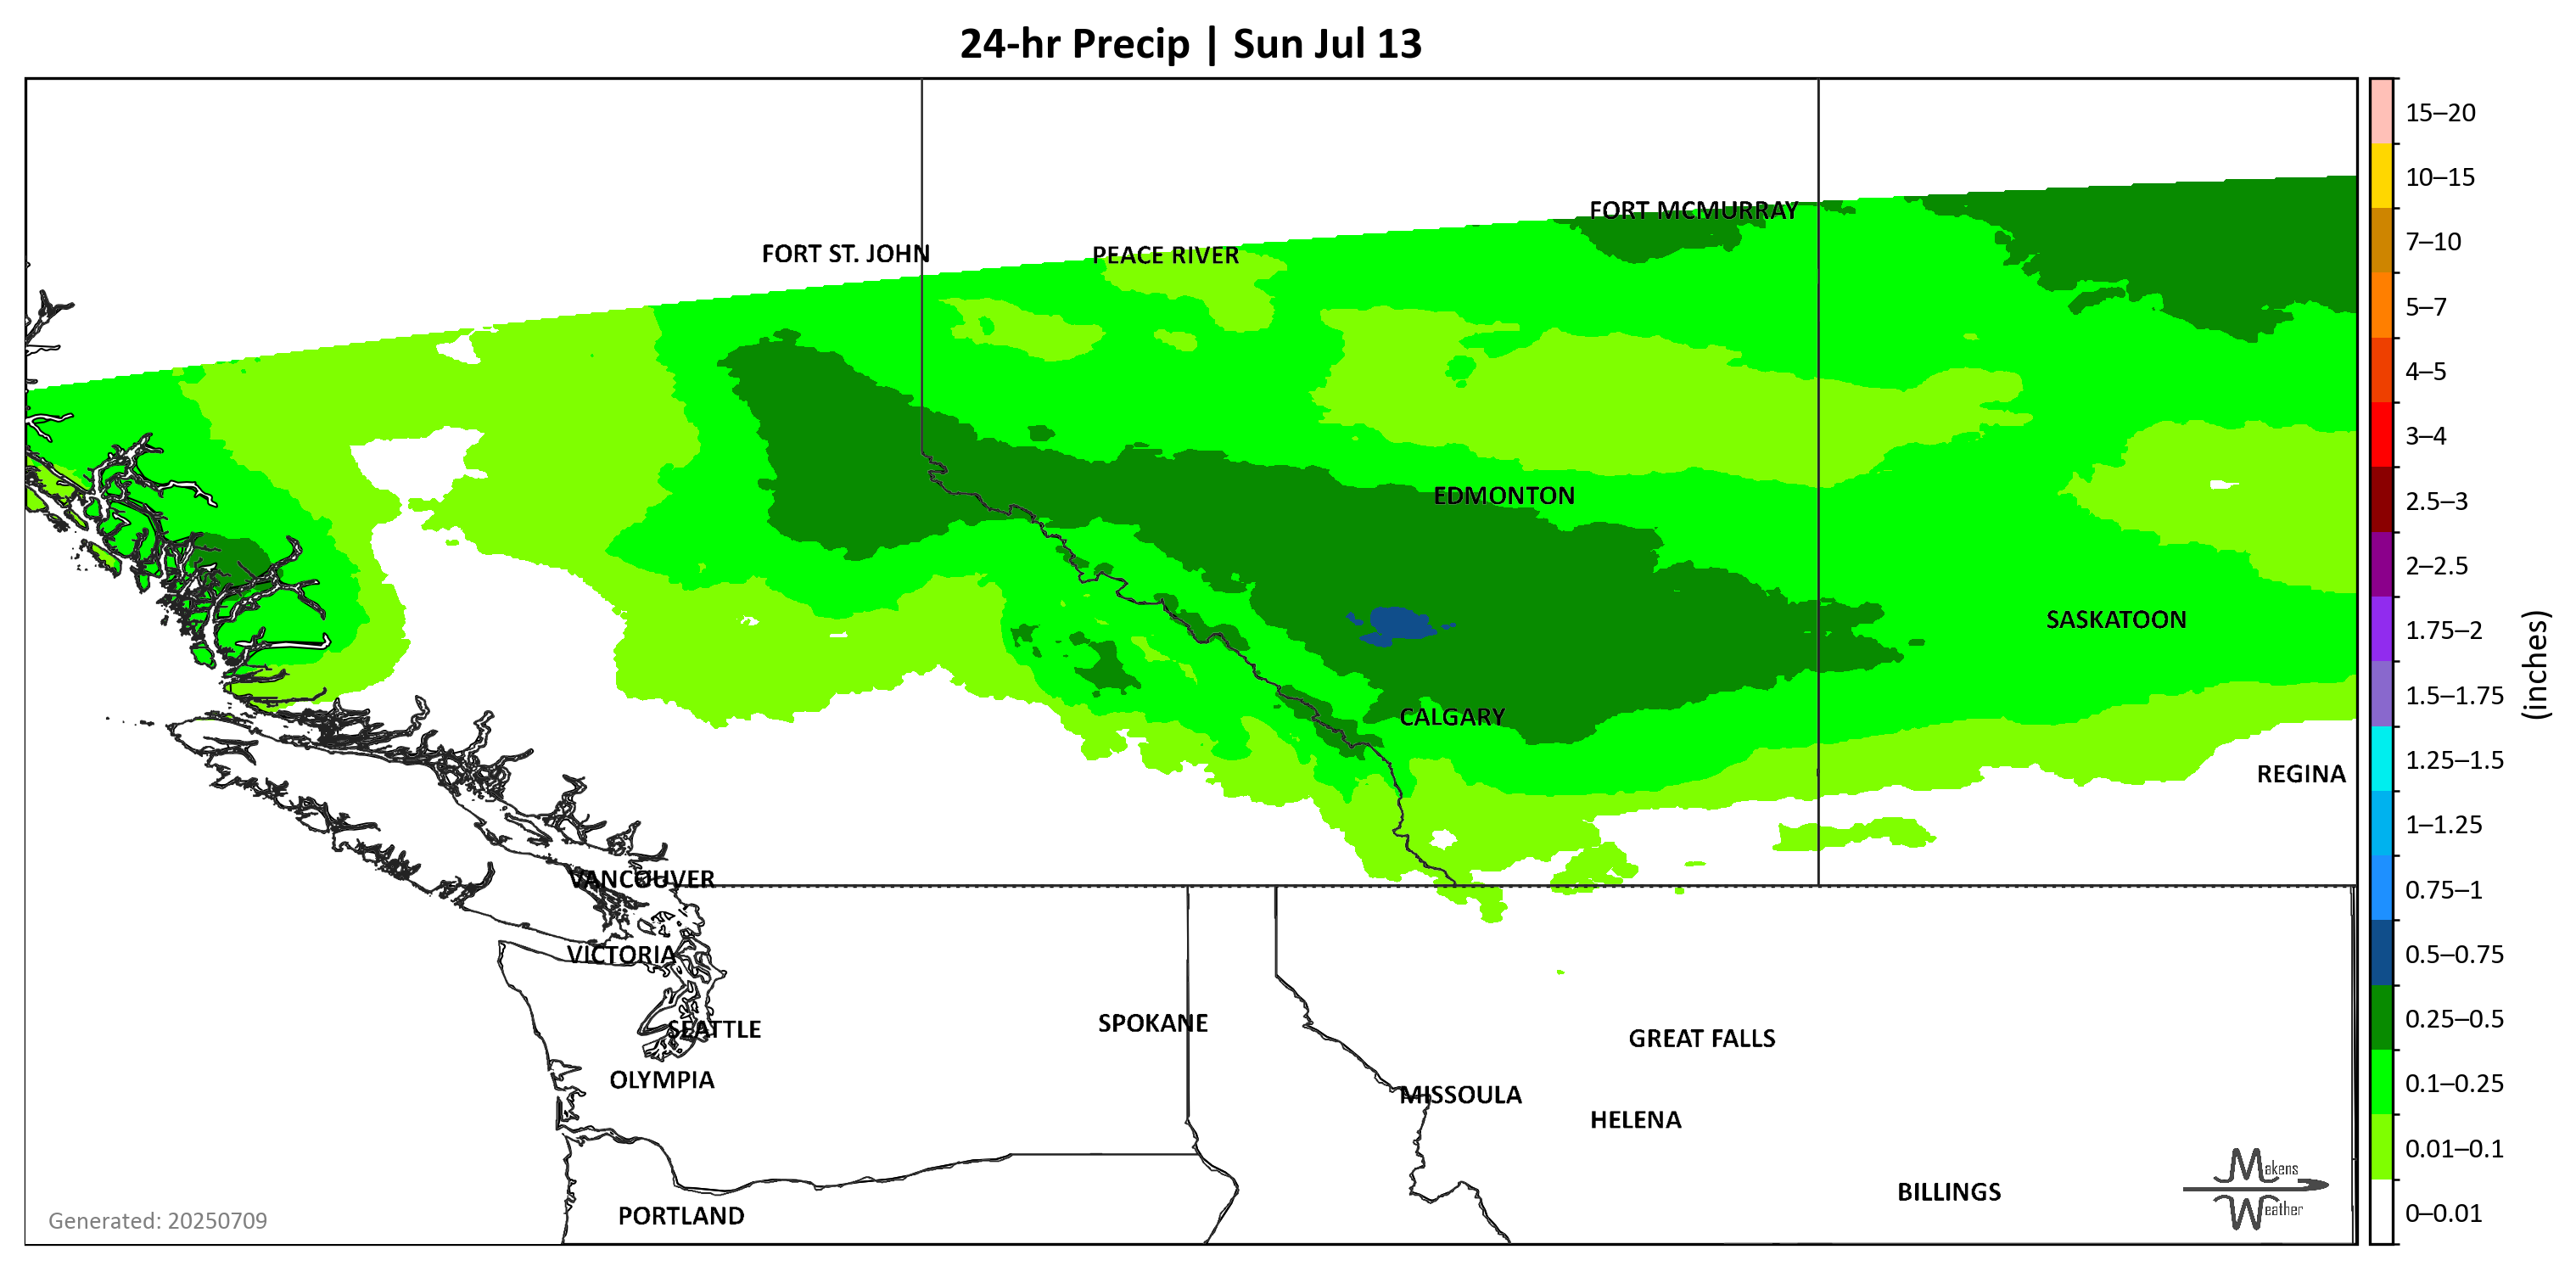 24-hr Precip | Sun Jul 13
FORT MCMURRAY
FORT ST. JOHN
PEACE RIVER
EDMONTON
SASKATOON
CALGARY
REGINA
VANCOUVER
VICTORIA
SPOKANE
SEATTLE
GREAT FALLS
OLYMPIA
MISSOULA
HELENA
BILLINGS
PORTLAND
Generated: 20250709
Makens
Weather
15–20
10–15
7–10
5–7
4–5
3–4
2.5–3
2–2.5
1.75–2
1.5–1.75
1.25–1.5
1–1.25
0.75–1
0.5–0.75
0.25–0.5
0.1–0.25
0.01–0.1
0–0.01
(inches)